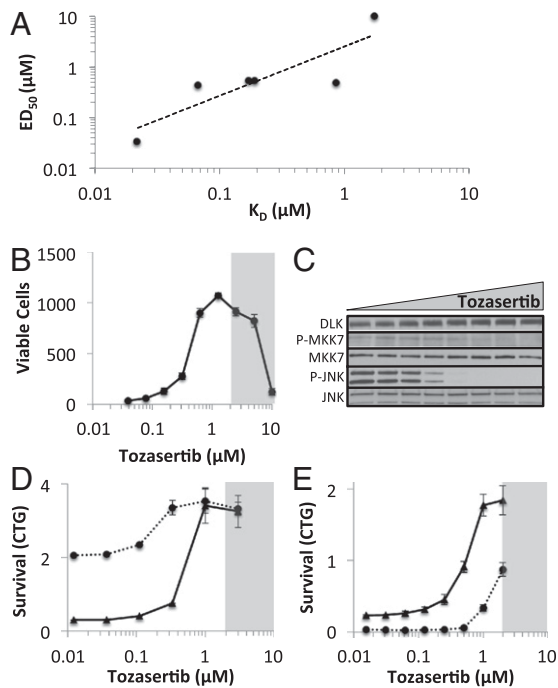 A
ED50 (μM)
10
1
0.1
0.01
0.01 0.1 1 10
KD (μM)
B
Viable Cells
1500
1000
500
0
0.01 0.1 1 10
Tozasertib (μM)
C
Tozasertib
DLK
P-MKK7
MKK7
P-JNK
JNK
D
Survival (CTG)
4
2
0
0.01 0.1 1 10
Tozasertib (μM)
E
Survival (CTG)
2
1
0
0.01 0.1 1 10
Tozasertib (μM)